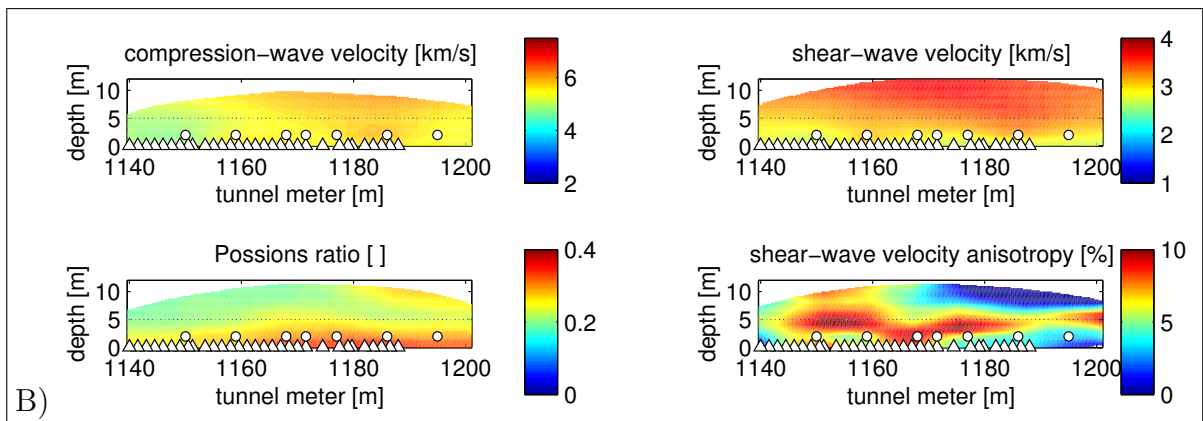 compression−wave velocity [km/s]
depth [m]
10
5
0
1140 1160 1180 1200
tunnel meter [m]
6
4
2
shear−wave velocity [km/s]
depth [m]
10
5
0
1140 1160 1180 1200
tunnel meter [m]
4
3
2
1
Possions ratio [ ]
depth [m]
10
5
0
1140 1160 1180 1200
tunnel meter [m]
0.4
0.2
0
shear−wave velocity anisotropy [%]
depth [m]
10
5
0
1140 1160 1180 1200
tunnel meter [m]
10
5
0
B)